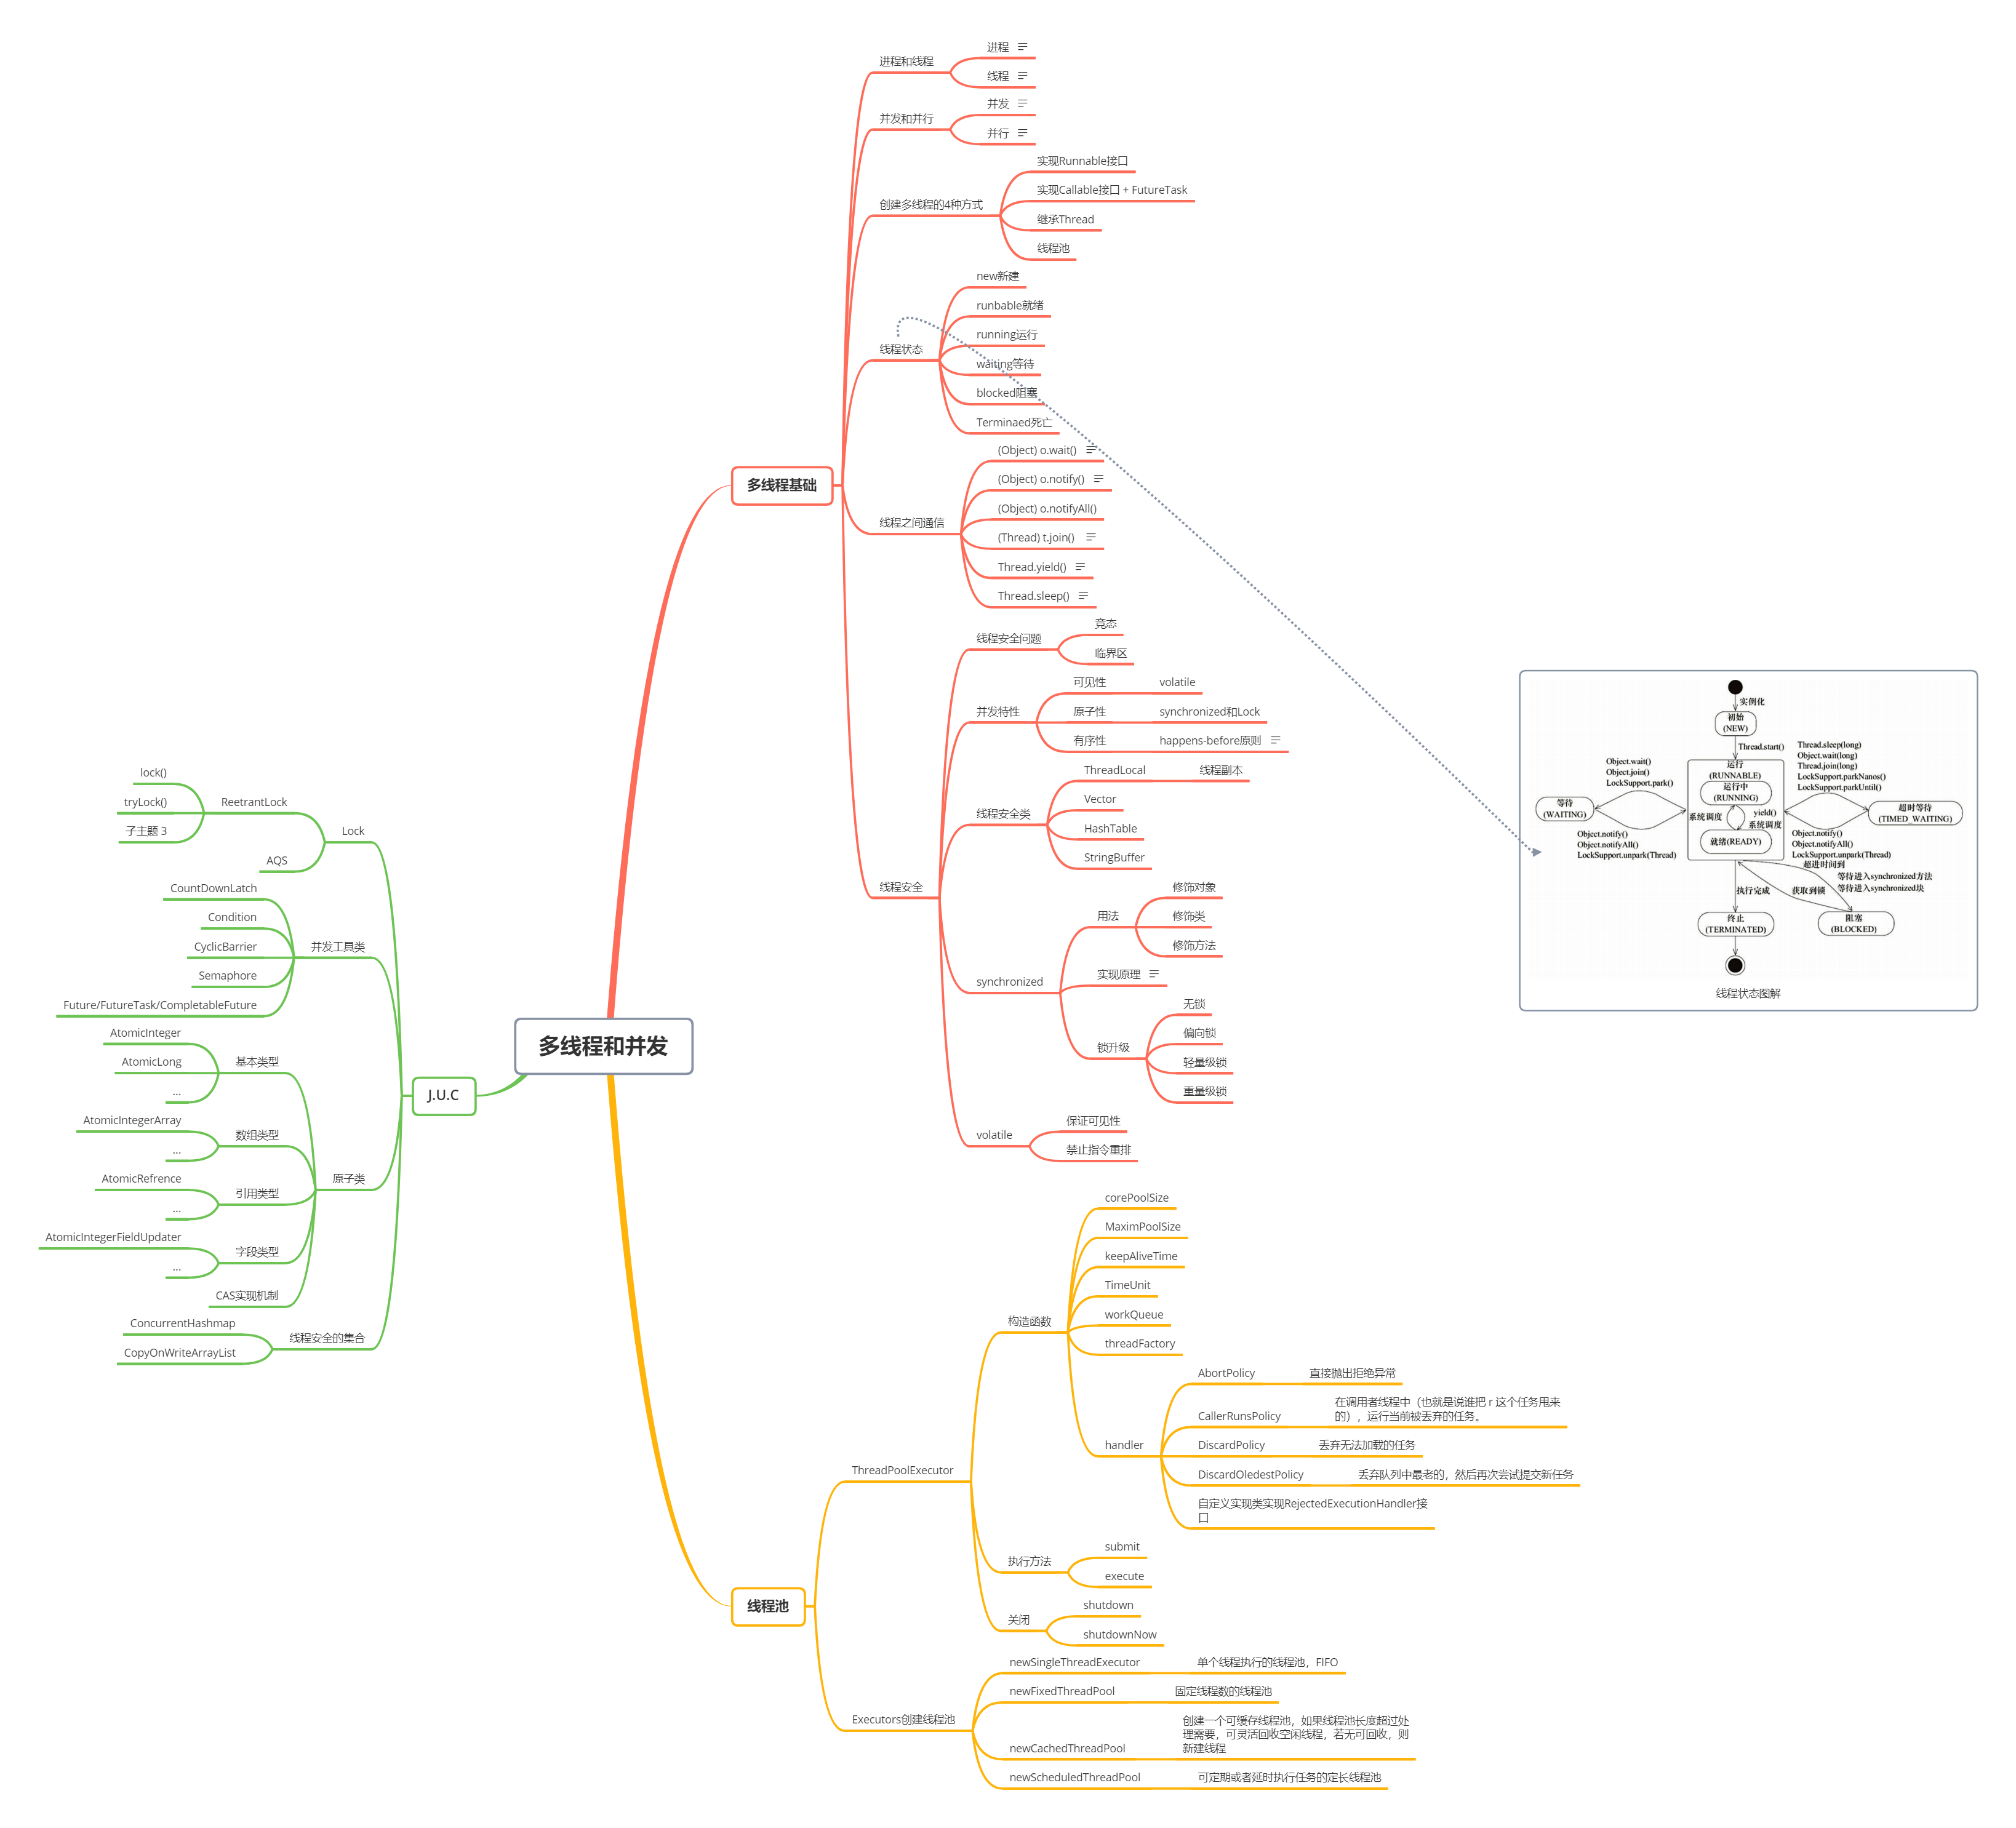 多线程和并发
多线程基础
进程和线程
进程
线程
并发和并行
并发
并行
创建多线程的4种方式
实现Runnable接口
实现Callable接口 + FutureTask
继承Thread
线程池
线程状态
new新建
runbable就绪
running运行
waiting等待
blocked阻塞
Terminaed死亡
线程之间通信
(Object) o.wait()
(Object) o.notify()
(Object) o.notifyAll()
(Thread) t.join()
Thread.yield()
Thread.sleep()
线程安全
线程安全问题
竞态
临界区
并发特性
可见性
volatile
原子性
synchronized和Lock
有序性
happens-before原则
线程安全类
ThreadLocal
线程副本
Vector
HashTable
StringBuffer
synchronized
用法
修饰对象
修饰类
修饰方法
实现原理
锁升级
无锁
偏向锁
轻量级锁
重量级锁
volatile
保证可见性
禁止指令重排
线程池
ThreadPoolExecutor
构造函数
corePoolSize
MaximPoolSize
keepAliveTime
TimeUnit
workQueue
threadFactory
handler
AbortPolicy
直接抛出拒绝异常
CallerRunsPolicy
在调用者线程中（也就是说谁把 r 这个任务甩来
的），运行当前被丢弃的任务。
DiscardPolicy
丢弃无法加载的任务
DiscardOledestPolicy
丢弃队列中最老的，然后再次尝试提交新任务
自定义实现类实现RejectedExecutionHandler接
口
执行方法
submit
execute
关闭
shutdown
shutdownNow
Executors创建线程池
newSingleThreadExecutor
单个线程执行的线程池，FIFO
newFixedThreadPool
固定线程数的线程池
newCachedThreadPool
创建一个可缓存线程池，如果线程池长度超过处
理需要，可灵活回收空闲线程，若无可回收，则
新建线程
newScheduledThreadPool
可定期或者延时执行任务的定长线程池
J.U.C
Lock
ReetrantLock
lock()
tryLock()
子主题 3
AQS
并发工具类
CountDownLatch
Condition
CyclicBarrier
Semaphore
Future/FutureTask/CompletableFuture
原子类
基本类型
AtomicInteger
AtomicLong
...
数组类型
AtomicIntegerArray
...
引用类型
AtomicRefrence
...
字段类型
AtomicIntegerFieldUpdater
...
CAS实现机制
线程安全的集合
ConcurrentHashmap
CopyOnWriteArrayList
实例化
初始
(NEW)
Thread.start()
Object.wait()
Object.join()
LockSupport.park()
运行
(RUNNABLE)
运行中
(RUNNING)
Thread.sleep(long)
Object.wait(long)
Thread.join(long)
LockSupport.parkNanos()
LockSupport.parkUntil()
等待
(WAITING)
系统调度
yield()
系统调度
超时等待
(TIMED_WAITING)
就绪(READY)
Object.notify()
Object.notifyAll()
LockSupport.unpark(Thread)
Object.notify()
Object.notifyAll()
LockSupport.unpark(Thread)
超进时间到
等待进入synchronized方法
等待进入synchronized块
执行完成
获取到锁
终止
(TERMINATED)
阻塞
(BLOCKED)
线程状态图解